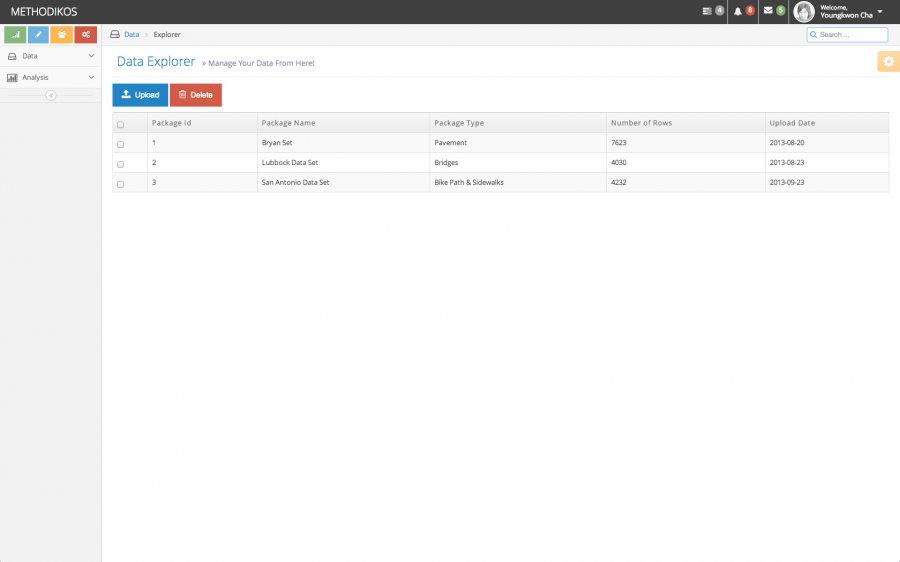 METHODIKOS
4
8
5
Welcome,
Youngkwon Cha
Data › Explorer
Search ...
Data
Analysis
Data Explorer » Manage Your Data From Here!
Upload
Delete
Package Id Package Name Package Type Number of Rows Upload Date
1 Bryan Set Pavement 7623 2013-08-20
2 Lubbock Data Set Bridges 4030 2013-08-23
3 San Antonio Data Set Bike Path & Sidewalks 4232 2013-09-23